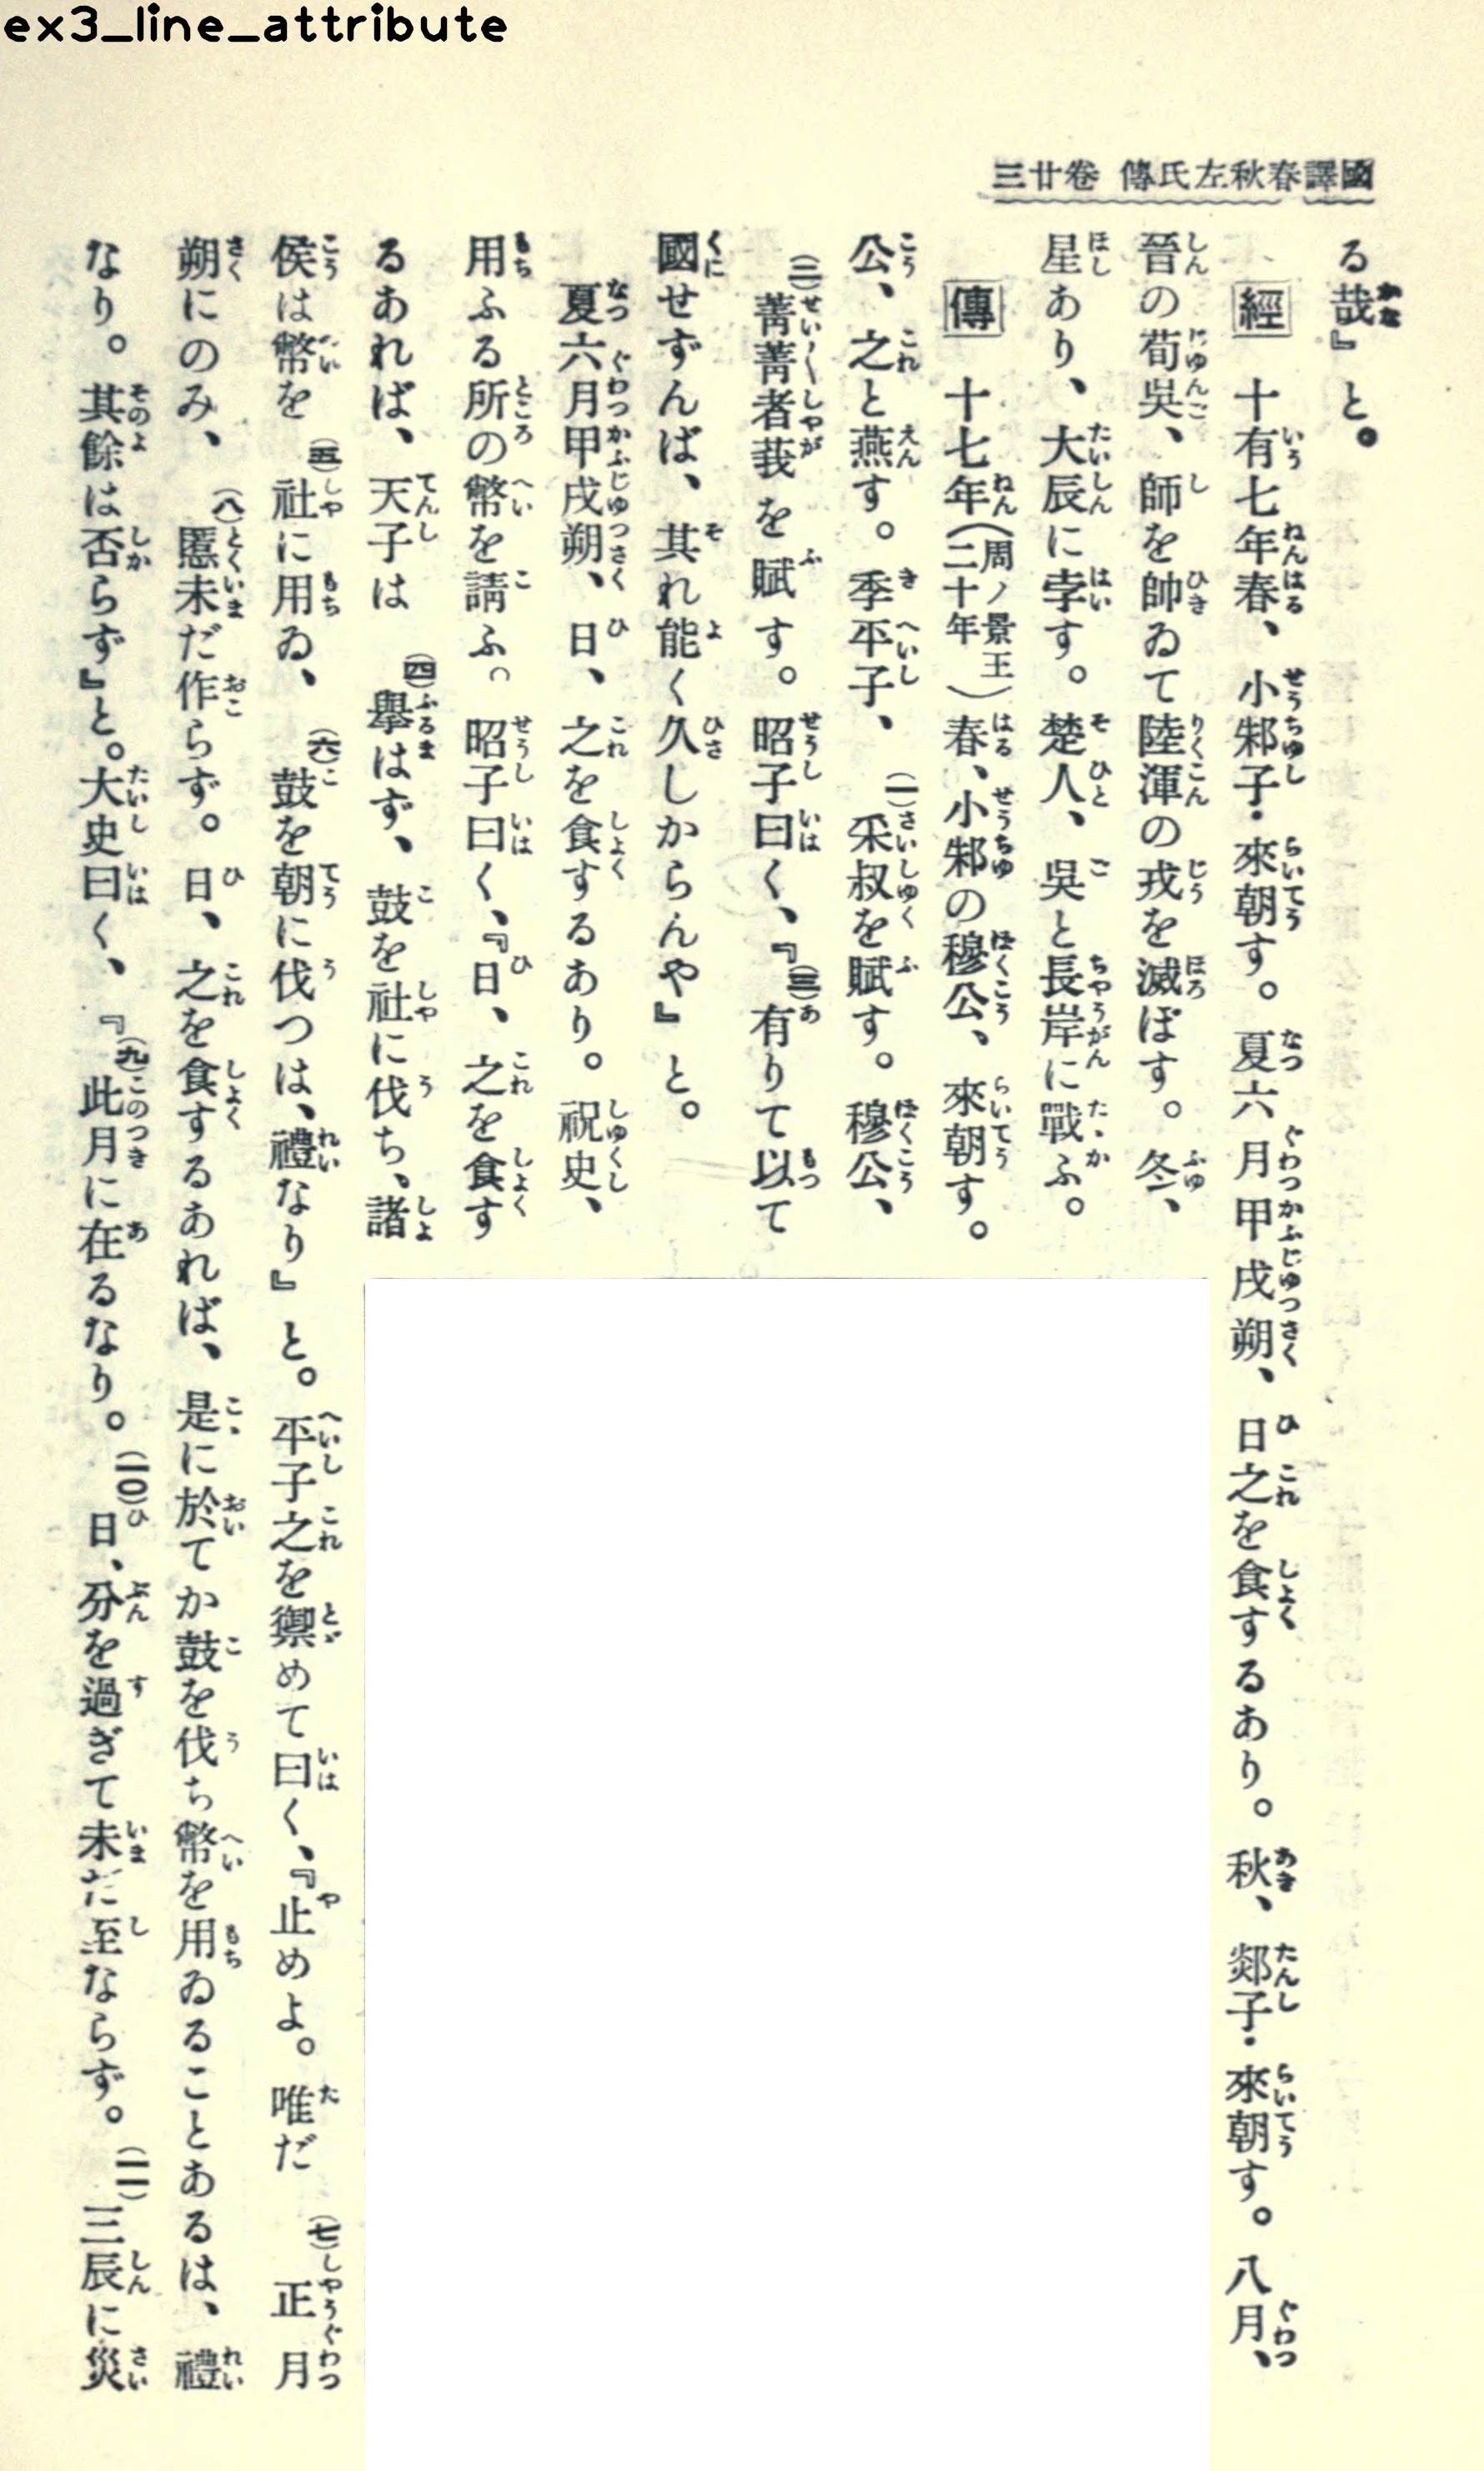 ex3_line_attribute
國譯春秋左氏傳 卷廿三
る哉』と。
經 十有七年春、小邾子・來朝す。夏六月甲戌朔、日之を食するあり。秋、郯子・來朝す。八月、
晉の荀吳、師を帥ゐて陸渾の戎を滅ぼす。冬、
星あり、大辰に孛す。楚人、吳と長岸に戰ふ。
傳 十七年(周ノ景王二十年)春、小邾の穆公、來朝す。
公、之と燕す。季平子、(一)采叔を賦す。穆公、
(二)菁菁者莪を賦す。昭子曰く、『(三)有りて以て
國せずんば、其れ能く久しからんや』と。
夏六月甲戌朔、日、之を食するあり。祝史、
用ふる所の幣を請ふ。昭子曰く、『日、之を食す
るあれば、天子は(四)擧はず、鼓を社に伐ち、諸
侯は幣を(五)社に用ゐ、(六)鼓を朝に伐つは、禮なり』と。平子之を禦めて曰く、『止めよ。唯だ(七)正月
朔にのみ、(八)慝未だ作らず。日、之を食するあれば、是に於てか鼓を伐ち幣を用ゐることあるは、禮
なり。其餘は否らず』と。大史曰く、『(九)此月に在るなり。(一〇)日、分を過ぎて未だ至ならず。(一一)三辰に災